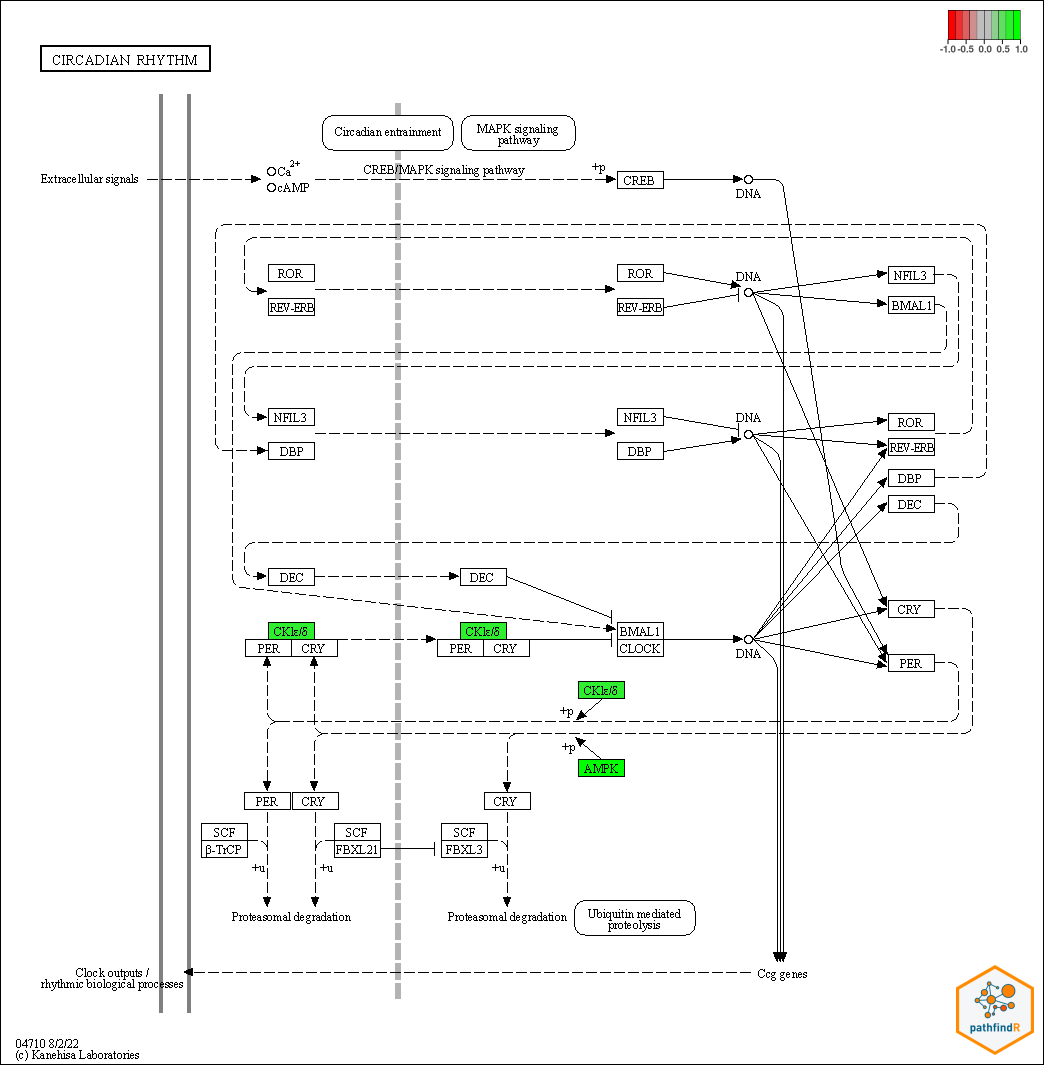 -1.0 -0.5 0.0 0.5 1.0
CIRCADIAN RHYTHM
Circadian entrainment
MAPK signaling
pathway
Extracellular signals
Ca2+
cAMP
CREB/MAPK signaling pathway
+p
CREB
DNA
ROR
REV-ERB
ROR
REV-ERB
DNA
NFIL3
BMAL1
NFIL3
DBP
NFIL3
DBP
DNA
ROR
REV-ERB
DBP
DEC
DEC
DEC
CKIε/δ
PER CRY
CKIε/δ
PER CRY
BMAL1
CLOCK
DNA
CRY
PER
CKIε/δ
+p
+p
AMPK
PER CRY
CRY
SCF
β-TrCP
+u
SCF
FBXL21
+u
SCF
FBXL3
+u
Proteasomal degradation
Proteasomal degradation
Ubiquitin mediated
proteolysis
Clock outputs /
rhythmic biological processes
Ccg genes
pathfindR
04710 8/2/22
(c) Kanehisa Laboratories